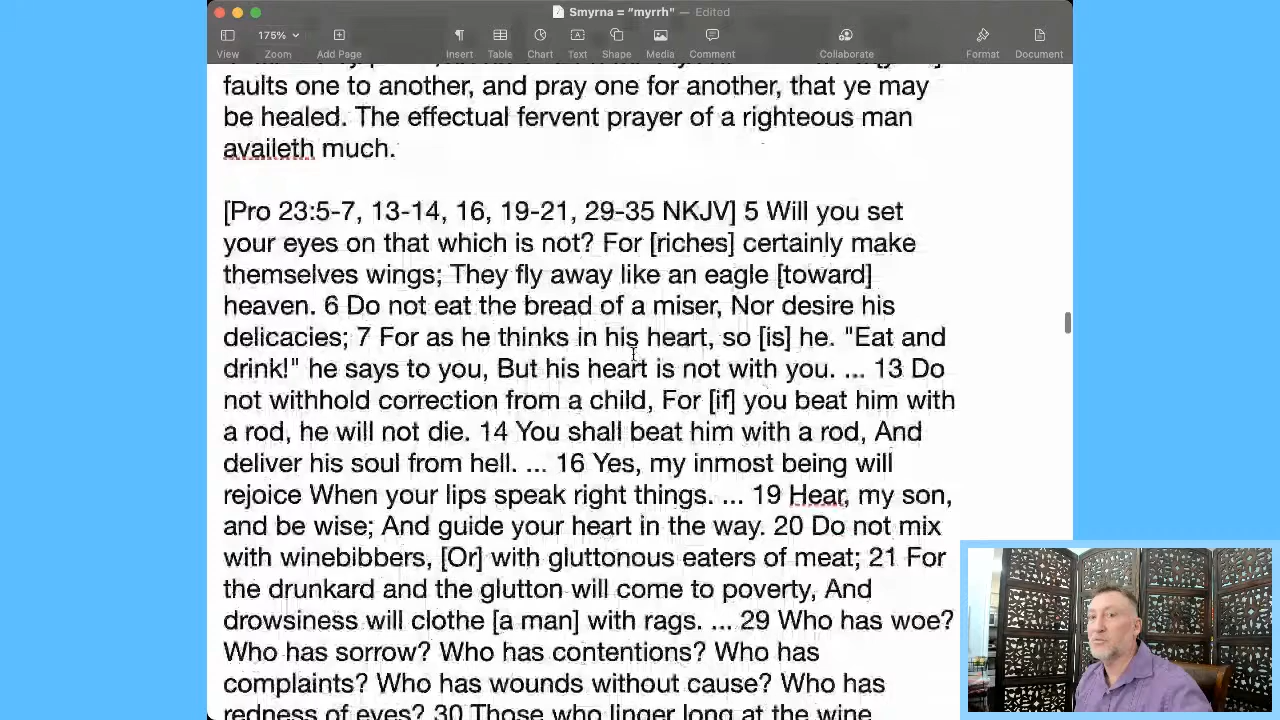 Smyrna = "myrrh" — Edited
175%
View
Zoom
Add Page
Insert
Table
Chart
Text
Shape
Media
Comment
Collaborate
Format
Document
faults one to another, and pray one for another, that ye may
be healed. The effectual fervent prayer of a righteous man
availeth much.
[Pro 23:5-7, 13-14, 16, 19-21, 29-35 NKJV] 5 Will you set
your eyes on that which is not? For [riches] certainly make
themselves wings; They fly away like an eagle [toward]
heaven. 6 Do not eat the bread of a miser, Nor desire his
delicacies; 7 For as he thinks in his heart, so [is] he. "Eat and
drink!" he says to you, But his heart is not with you. ... 13 Do
not withhold correction from a child, For [if] you beat him with
a rod, he will not die. 14 You shall beat him with a rod, And
deliver his soul from hell. ... 16 Yes, my inmost being will
rejoice When your lips speak right things. ... 19 Hear, my son,
and be wise; And guide your heart in the way. 20 Do not mix
with winebibbers, [Or] with gluttonous eaters of meat; 21 For
the drunkard and the glutton will come to poverty, And
drowsiness will clothe [a man] with rags. ... 29 Who has woe?
Who has sorrow? Who has contentions? Who has
complaints? Who has wounds without cause? Who has
redness of eyes? 30 Those who linger long at the wine,